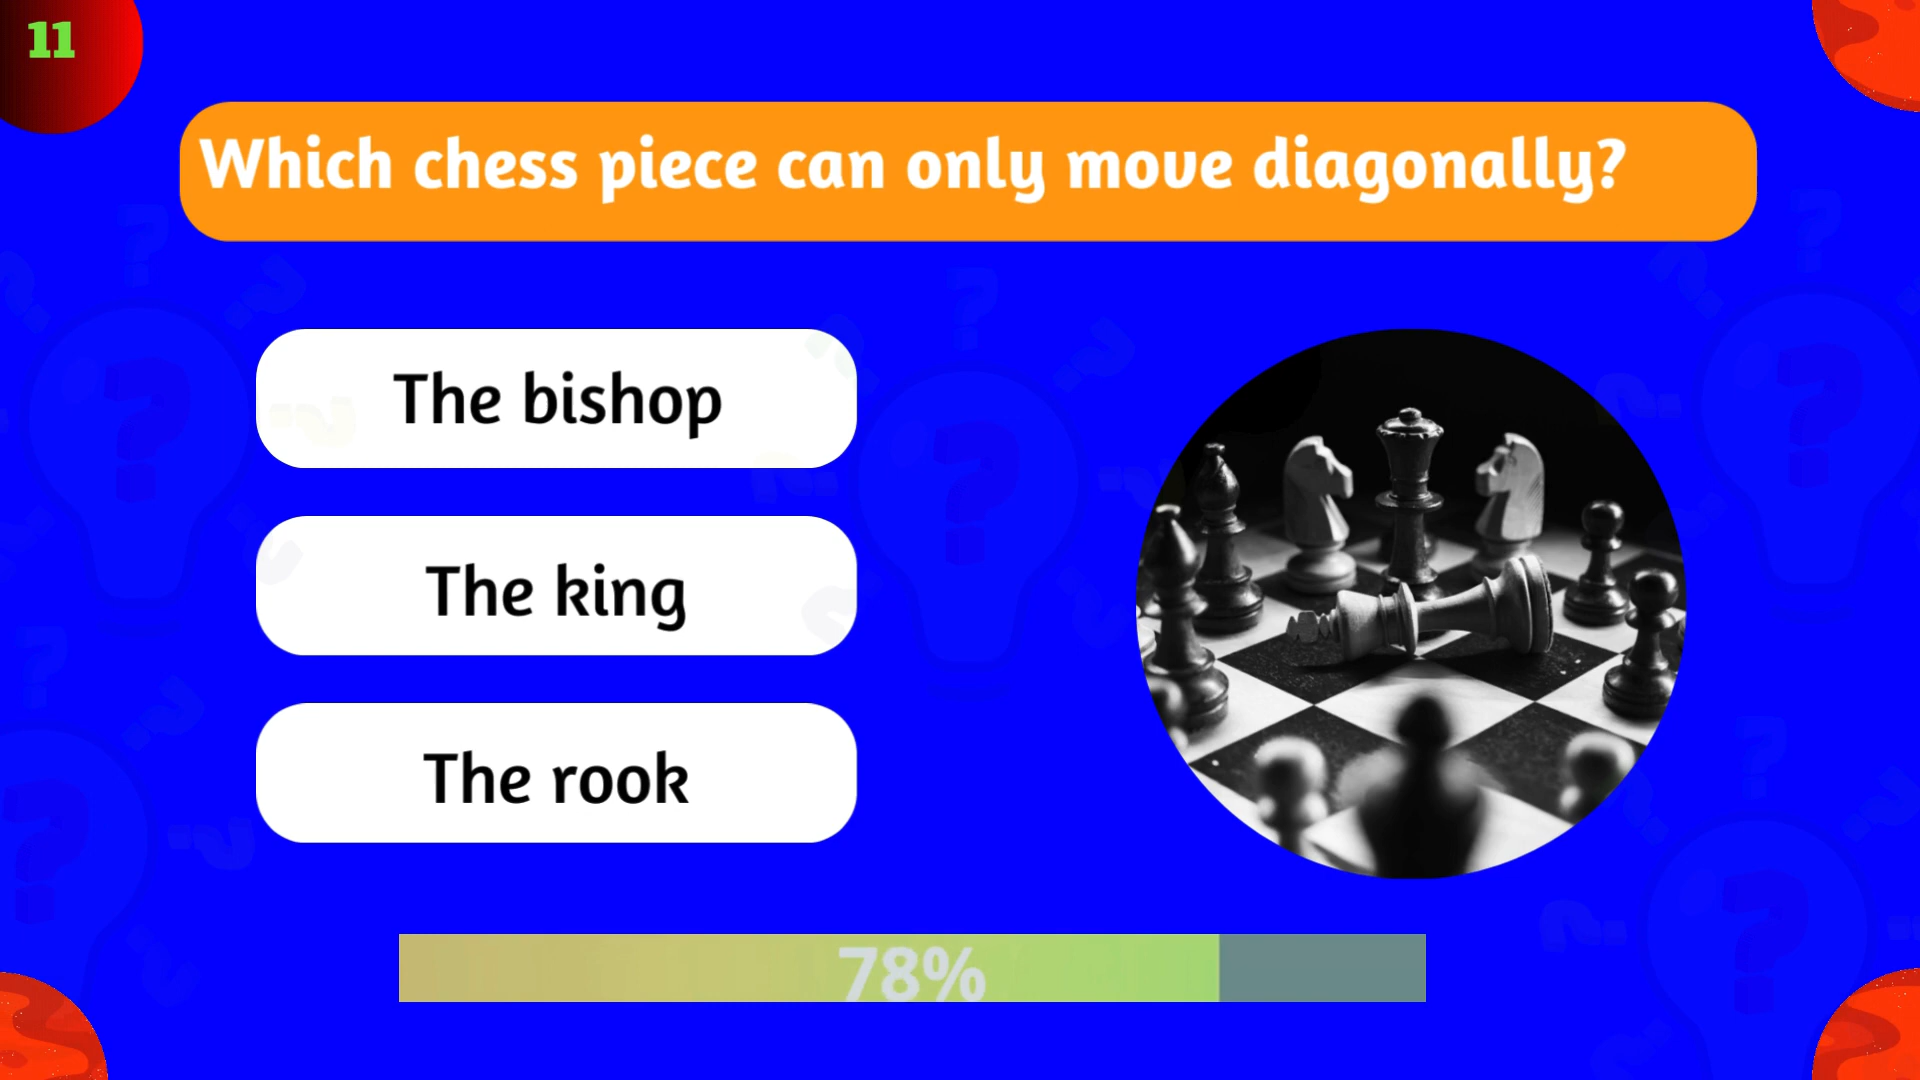 11
Which chess piece can only move diagonally?
The bishop
The king
The rook
78%